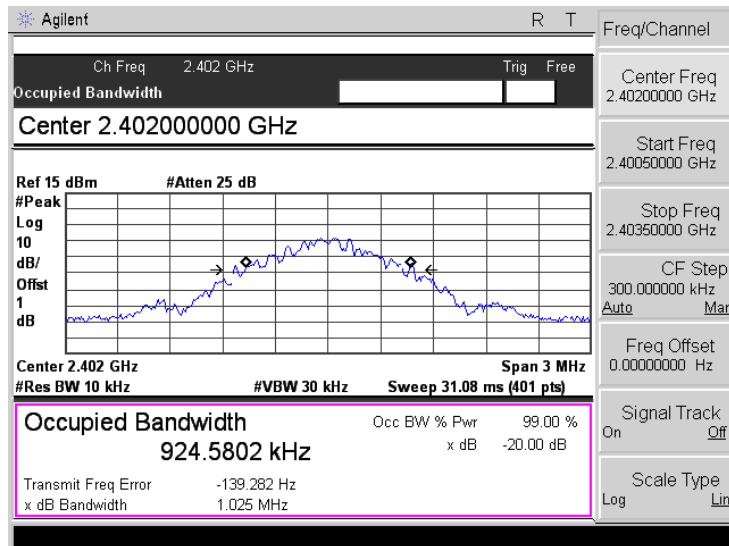 Agilent R T
Ch Freq 2.402 GHz Trig Free
Occupied Bandwidth
Center 2.402000000 GHz
Ref 15 dBm #Atten 25 dB
#Peak
Log
10
dB/
Offst
1
dB
Center 2.402 GHz Span 3 MHz
#Res BW 10 kHz #VBW 30 kHz Sweep 31.08 ms (401 pts)
Occupied Bandwidth Occ BW % Pwr 99.00 %
924.5802 kHz x dB -20.00 dB
Transmit Freq Error -139.282 Hz
x dB Bandwidth 1.025 MHz
Freq/Channel
Center Freq
2.40200000 GHz
Start Freq
2.40050000 GHz
Stop Freq
2.40350000 GHz
CF Step
300.000000 kHz
Auto Man
Freq Offset
0.00000000 Hz
Signal Track
On Off
Scale Type
Log Lin